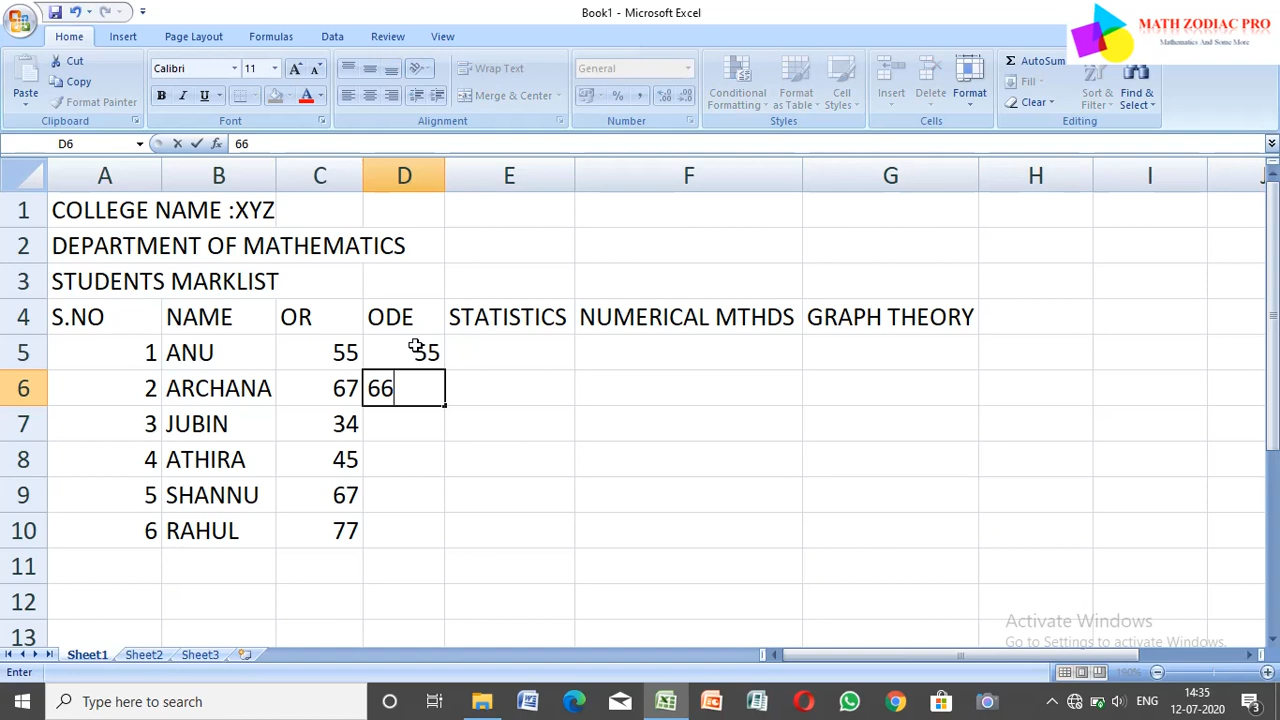 Book1 - Microsoft Excel
MATH ZODIAC PRO
Mathematics And Some More
Home Insert Page Layout Formulas Data Review View
Paste
Cut
Copy
Format Painter
Clipboard
Calibri 11
B I U
Font
Wrap Text
Merge & Center
Alignment
General
Number
Conditional Formatting
Format as Table
Cell Styles
Styles
Insert Delete Format
Cells
AutoSum
Fill
Clear
Sort & Filter
Find & Select
Editing
D6 66
A B C D E F G H I
1 COLLEGE NAME :XYZ
2 DEPARTMENT OF MATHEMATICS
3 STUDENTS MARKLIST
4 S.NO NAME OR ODE STATISTICS NUMERICAL MTHDS GRAPH THEORY
5 1 ANU 55 55
6 2 ARCHANA 67 66
7 3 JUBIN 34
8 4 ATHIRA 45
9 5 SHANNU 67
10 6 RAHUL 77
11
12
13
Activate Windows
Go to Settings to activate Windows.
Sheet1 Sheet2 Sheet3
Enter 190%
Type here to search
ENG
14:35
12-07-2020
3